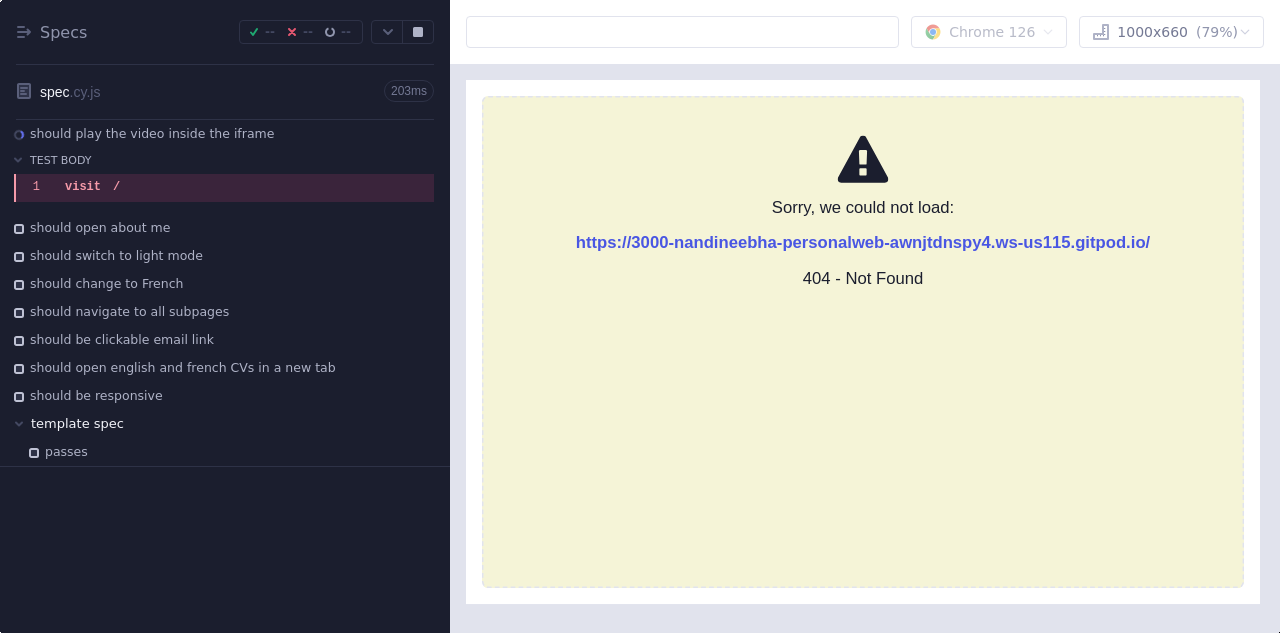 Specs
--
--
--
Chrome 126
1000x660 (79%)
spec.cy.js
203ms
should play the video inside the iframe
TEST BODY
1 visit /
should open about me
should switch to light mode
should change to French
should navigate to all subpages
should be clickable email link
should open english and french CVs in a new tab
should be responsive
template spec
passes
Sorry, we could not load:
https://3000-nandineebha-personalweb-awnjtdnspy4.ws-us115.gitpod.io/
404 - Not Found